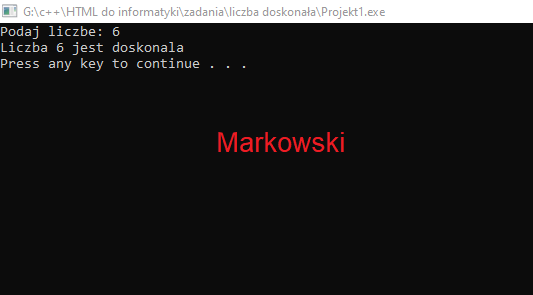 G:\c++\HTML do informatyki\zadania\liczba doskonała\Projekt1.exe
Podaj liczbe: 6
Liczba 6 jest doskonala
Press any key to continue . . .
Markowski